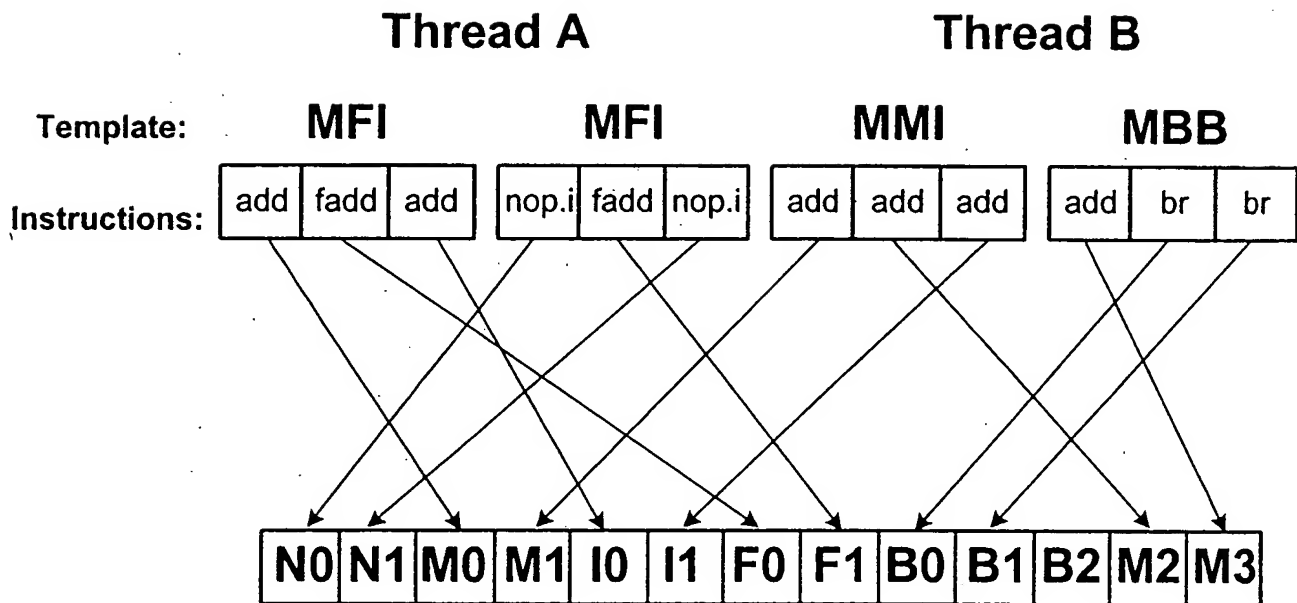 Thread A Thread B
Template: MFI MFI MMI MBB
Instructions: add fadd add nop.i fadd nop.i add add add add br br
N0 N1 M0 M1 I0 I1 F0 F1 B0 B1 B2 M2 M3